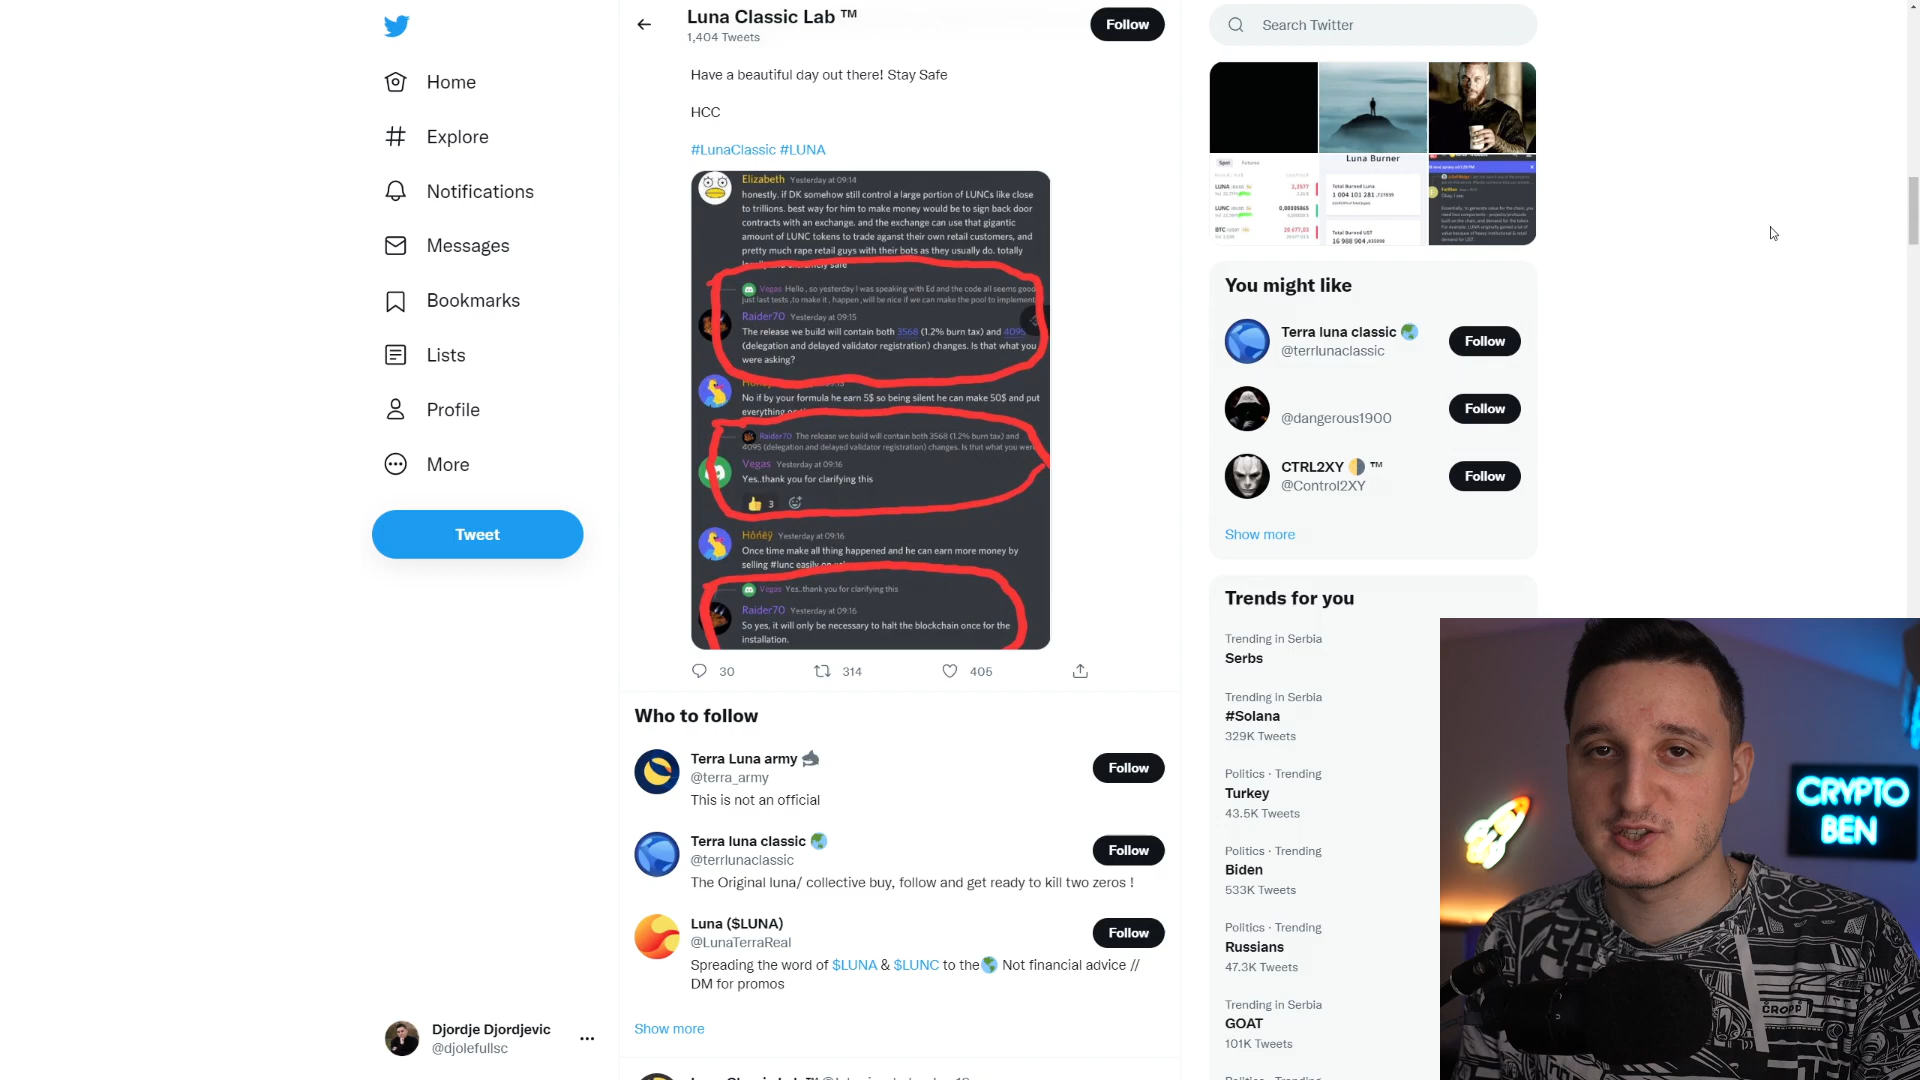 Luna Classic Lab ™
1,404 Tweets
Follow
Search Twitter
Home
Explore
Notifications
Messages
Bookmarks
Lists
Profile
More
Tweet
Djordje Djordjevic
@djolefullsc
Have a beautiful day out there! Stay Safe
HCC
#LunaClassic #LUNA
Elizabeth Yesterday at 09:14
honestly. if DK somehow still control a large portion of LUNCs like close
to trillions. best way for him to make money would be to sign back door
contracts with an exchange. and the exchange can use that gigantic
amount of LUNC tokens to trade aganst their own retail customers, and
pretty much rape retail guys with their bots as they usually do. totally
safe
Vegas Hello , so yesterday I was speaking with Ed and the code all seems good
just last tests ,to make it , happen ,will be nice if we can make the pool to implement
Raider70 Yesterday at 09:15
The release we build will contain both 3568 (1.2% burn tax) and 4095
(delegation and delayed validator registration) changes. Is that what you
were asking?
No if by your formula he earn 5$ so being silent he can make 50$ and put
everything
Raider70 The release we build will contain both 3568 (1.2% burn tax) and
4095 (delegation and delayed validator registration) changes. Is that what you were
Vegas Yesterday at 09:16
Yes..thank you for clarifying this
3
Hôńěÿ Yesterday at 09:16
Once time make all thing happened and he can earn more money by
selling #lunc easily on
Vegas Yes..thank you for clarifying this
Raider70 Yesterday at 09:16
So yes, it will only be necessary to halt the blockchain once for the
installation.
30
314
405
Who to follow
Terra Luna army
@terra_army
This is not an official
Follow
Terra luna classic
@terrlunaclassic
The Original luna/ collective buy, follow and get ready to kill two zeros !
Follow
Luna ($LUNA)
@LunaTerraReal
Spreading the word of $LUNA & $LUNC to the Not financial advice //
DM for promos
Follow
Show more
Spot Futures
LUNA
2,2577
LUNC
BTC
Luna Burner
Total Burned Luna
1 004 101 281
Total Burned UST
16 988 904
You might like
Terra luna classic
@terrlunaclassic
Follow
@dangerous1900
Follow
CTRL2XY ™
@Control2XY
Follow
Show more
Trends for you
Trending in Serbia
Serbs
Trending in Serbia
#Solana
329K Tweets
Politics · Trending
Turkey
43.5K Tweets
Politics · Trending
Biden
533K Tweets
Politics · Trending
Russians
47.3K Tweets
Trending in Serbia
GOAT
101K Tweets
CRYPTO
BEN